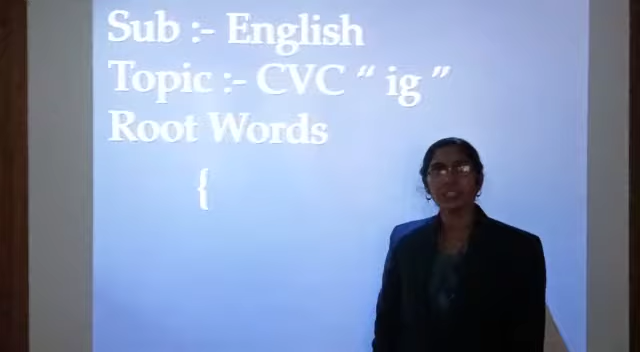 Sub :- English
Topic :- CVC “ ig ”
Root Words
{